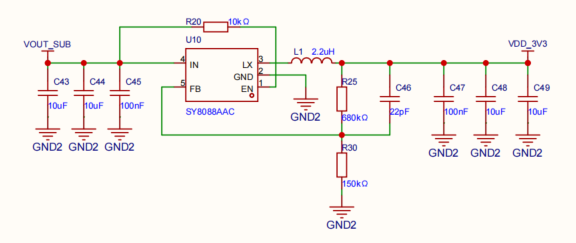 R20 10kΩ
U10
VOUT_SUB
VDD_3V3
L1 2.2uH
4 IN LX 3
GND 2
5 FB EN 1
SY8088AAC
C43
10uF
C44
10uF
C45
100nF
R25
680kΩ
C46
22pF
C47
100nF
C48
10uF
C49
10uF
GND2
GND2
GND2
GND2
GND2
GND2
GND2
R30
150kΩ
GND2